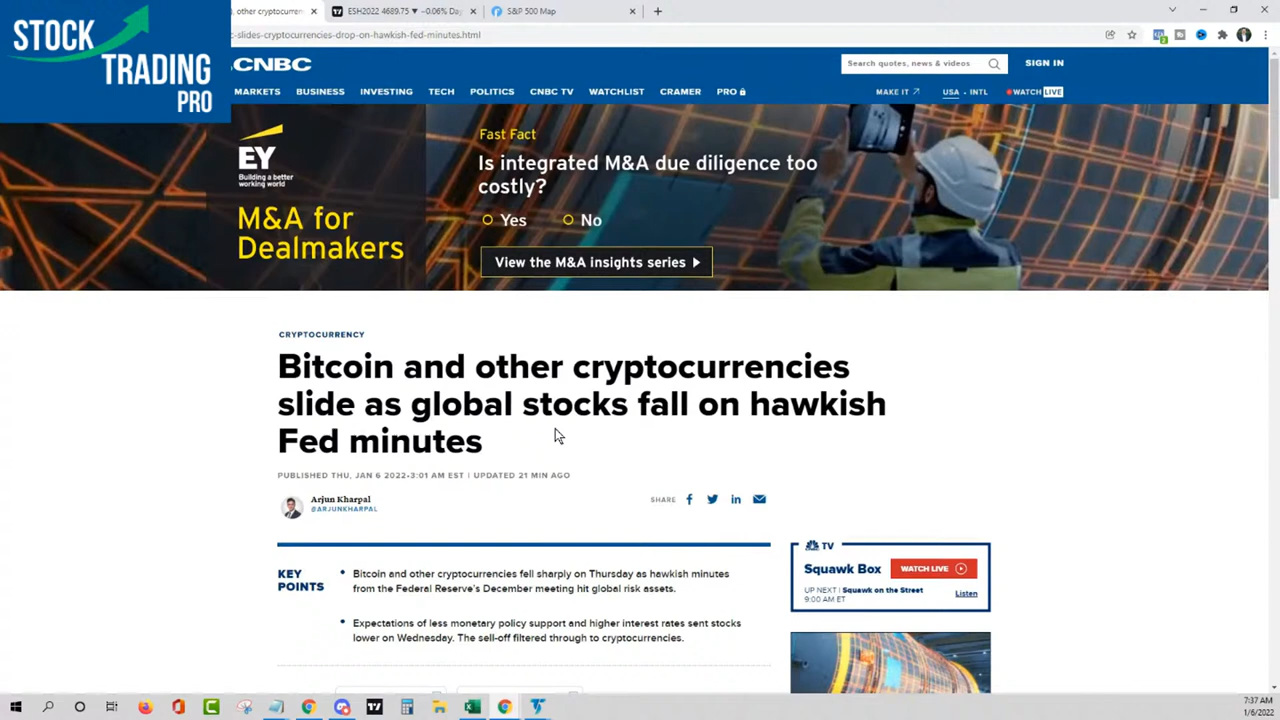 STOCK
TRADING
PRO
, other cryptocurren
ESH2022 4689.75 ▼ −0.06% Da
S&P 500 Map
c-slides-cryptocurrencies-drop-on-hawkish-fed-minutes.html
CNBC
Search quotes, news & videos
SIGN IN
MARKETS BUSINESS INVESTING TECH POLITICS CNBC TV WATCHLIST CRAMER PRO
MAKE IT ↗ USA • INTL WATCH LIVE
EY
Building a better
working world
M&A for
Dealmakers
Fast Fact
Is integrated M&A due diligence too
costly?
Yes No
View the M&A insights series ▶
CRYPTOCURRENCY
Bitcoin and other cryptocurrencies
slide as global stocks fall on hawkish
Fed minutes
PUBLISHED THU, JAN 6 2022•3:01 AM EST | UPDATED 21 MIN AGO
Arjun Kharpal
@ARJUNKHARPAL
SHARE
KEY
POINTS
• Bitcoin and other cryptocurrencies fell sharply on Thursday as hawkish minutes
from the Federal Reserve's December meeting hit global risk assets.
• Expectations of less monetary policy support and higher interest rates sent stocks
lower on Wednesday. The sell-off filtered through to cryptocurrencies.
TV
Squawk Box WATCH LIVE
UP NEXT | Squawk on the Street
9:00 AM ET
Listen
7:37 AM
1/6/2022